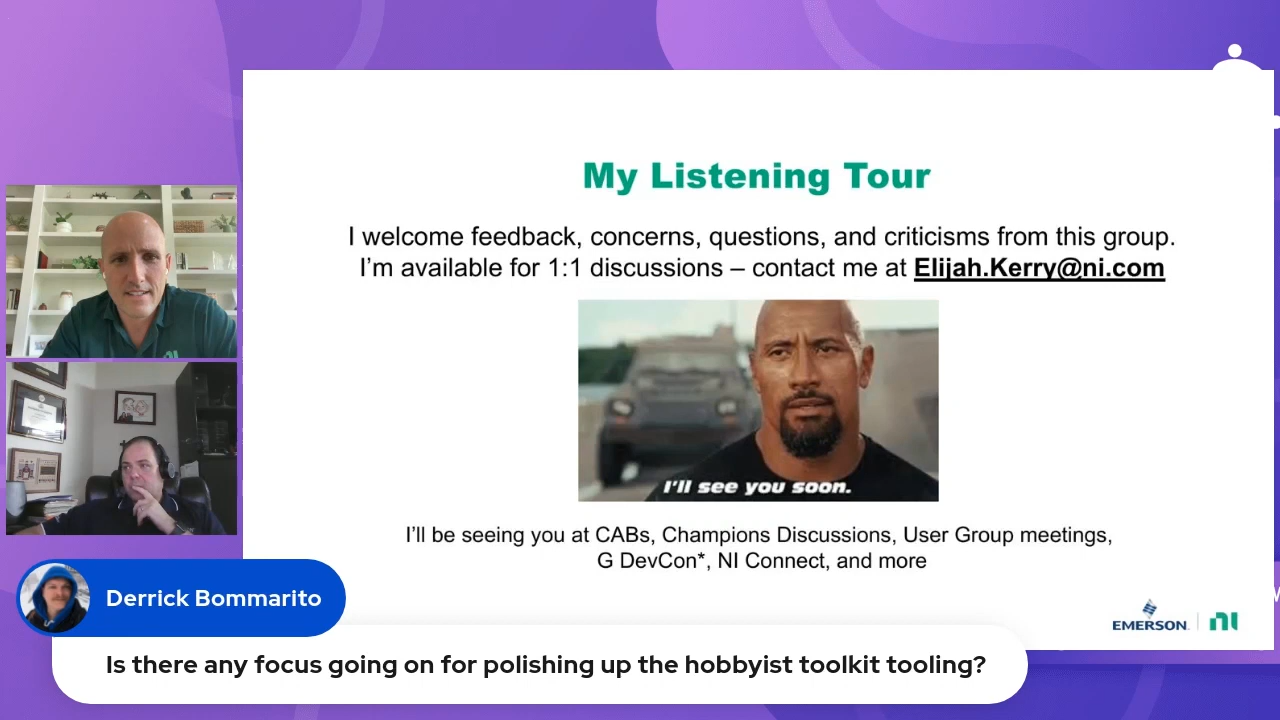 My Listening Tour
I welcome feedback, concerns, questions, and criticisms from this group.
I'm available for 1:1 discussions – contact me at Elijah.Kerry@ni.com
I'll see you soon.
I'll be seeing you at CABs, Champions Discussions, User Group meetings,
G DevCon*, NI Connect, and more
EMERSON
ni
Derrick Bommarito
Is there any focus going on for polishing up the hobbyist toolkit tooling?